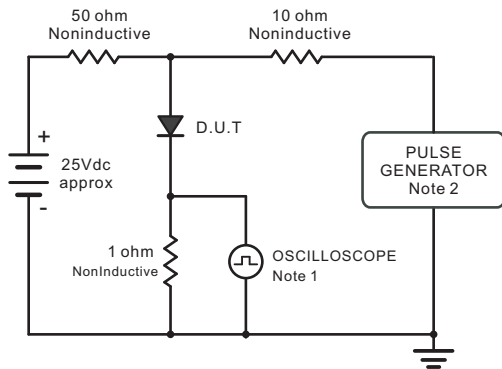 50 ohm
Noninductive
10 ohm
Noninductive
D.U.T
+
25Vdc
approx
-
PULSE
GENERATOR
Note 2
1 ohm
NonInductive
OSCILLOSCOPE
Note 1